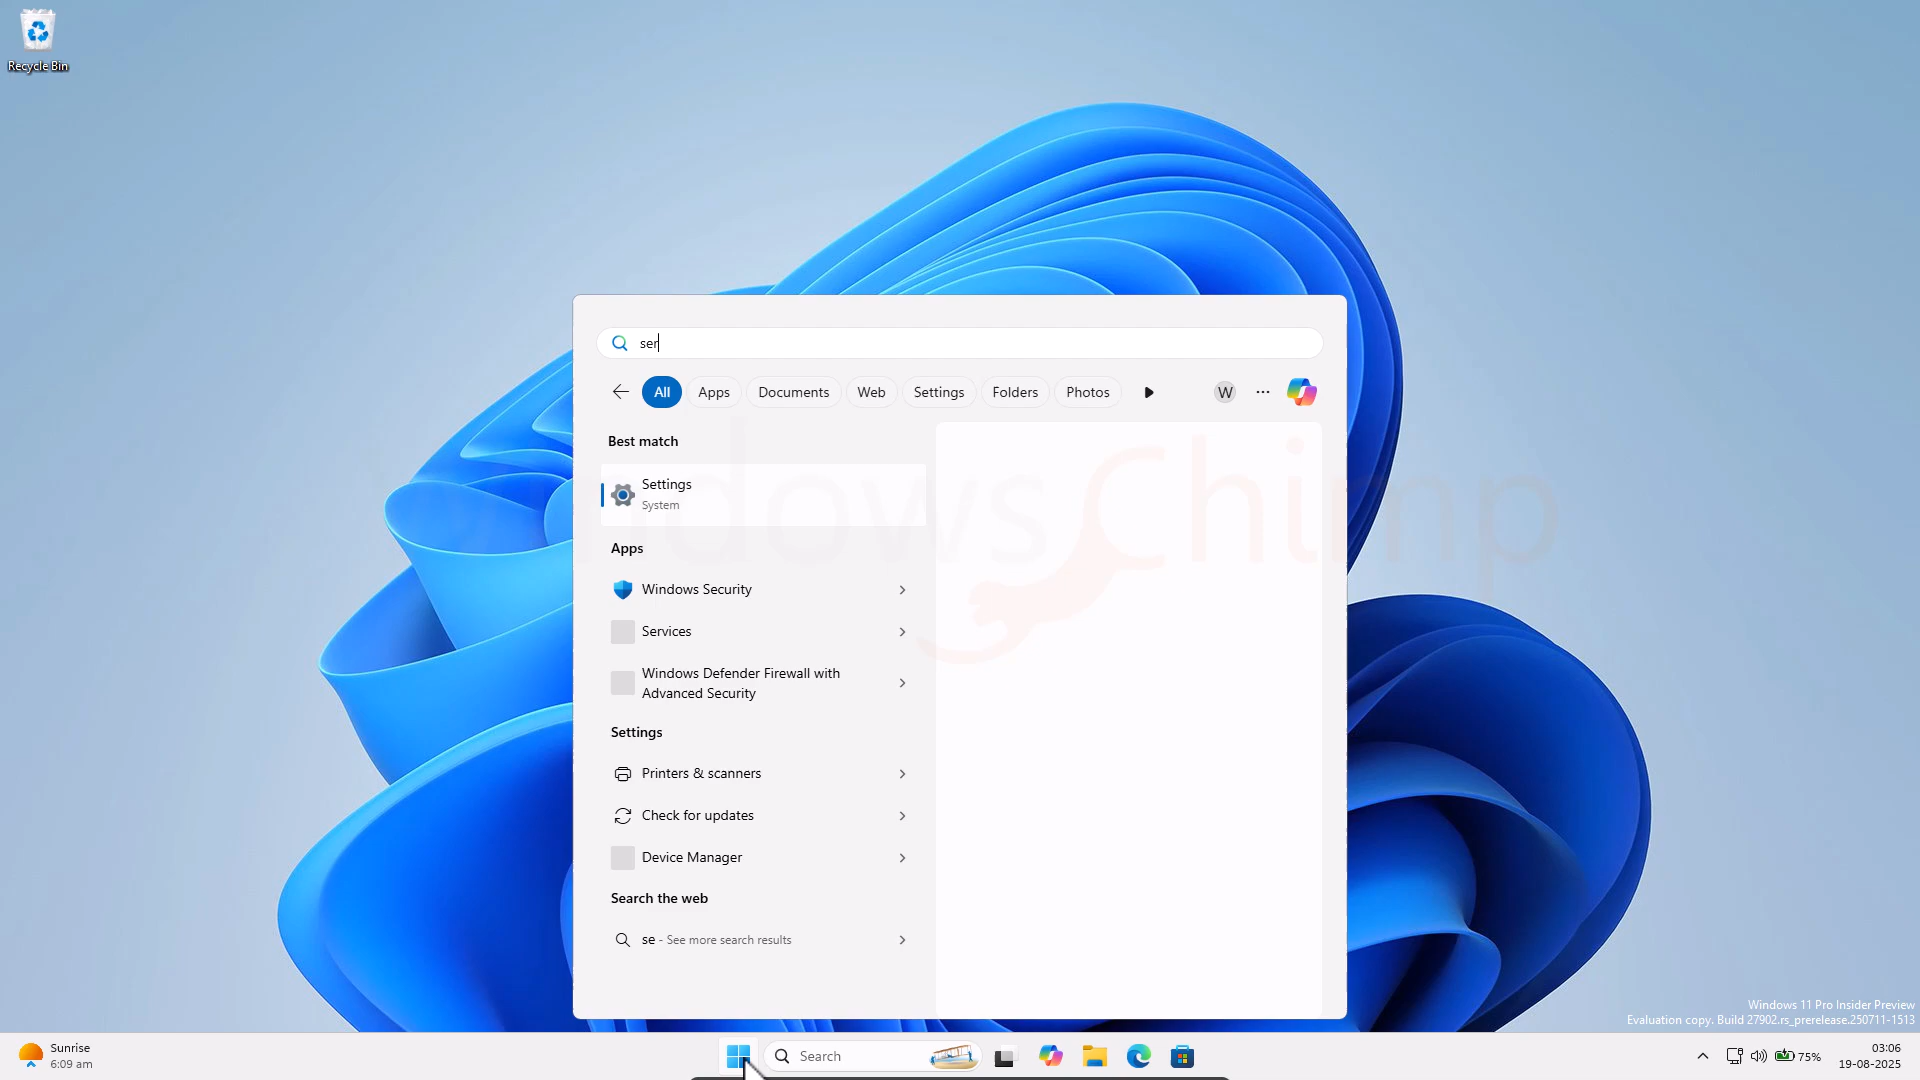 Recycle Bin
ser
All
Apps
Documents
Web
Settings
Folders
Photos
W
Best match
Settings
System
Apps
Windows Security
Services
Windows Defender Firewall with
Advanced Security
Settings
Printers & scanners
Check for updates
Device Manager
Search the web
se - See more search results
ndowsChimp
Windows 11 Pro Insider Preview
Evaluation copy. Build 27902.rs_prerelease.250711-1513
Sunrise
6:09 am
Search
75%
03:06
19-08-2025